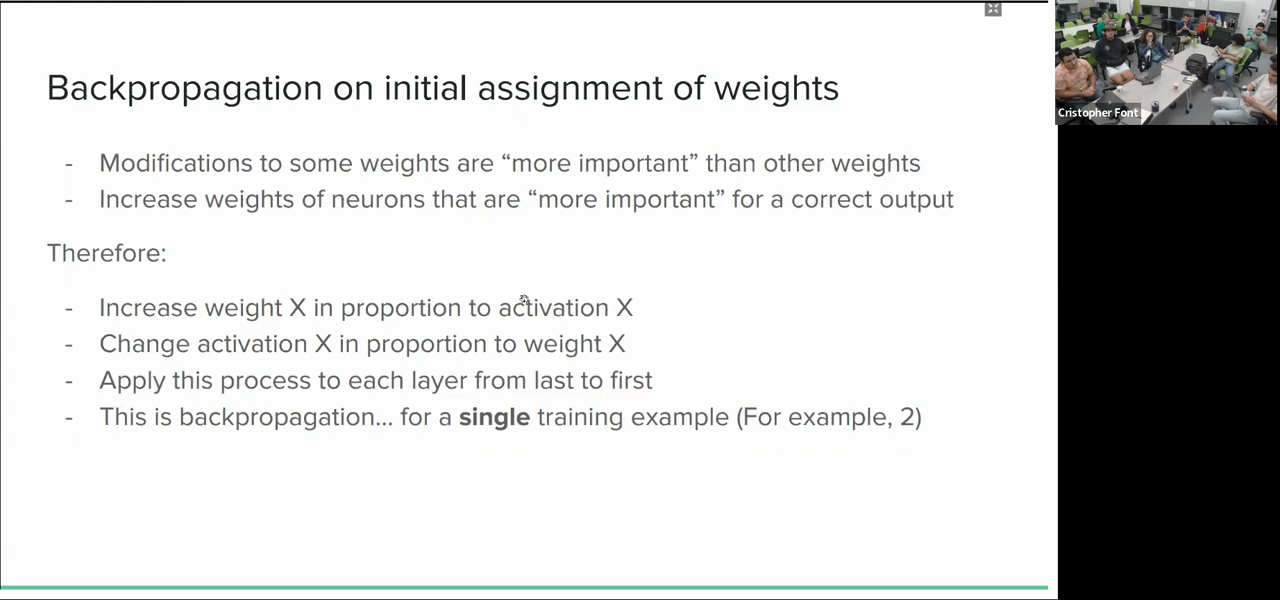 Backpropagation on initial assignment of weights
- Modifications to some weights are “more important” than other weights
- Increase weights of neurons that are “more important” for a correct output
Therefore:
- Increase weight X in proportion to activation X
- Change activation X in proportion to weight X
- Apply this process to each layer from last to first
- This is backpropagation... for a single training example (For example, 2)
Cristopher Font